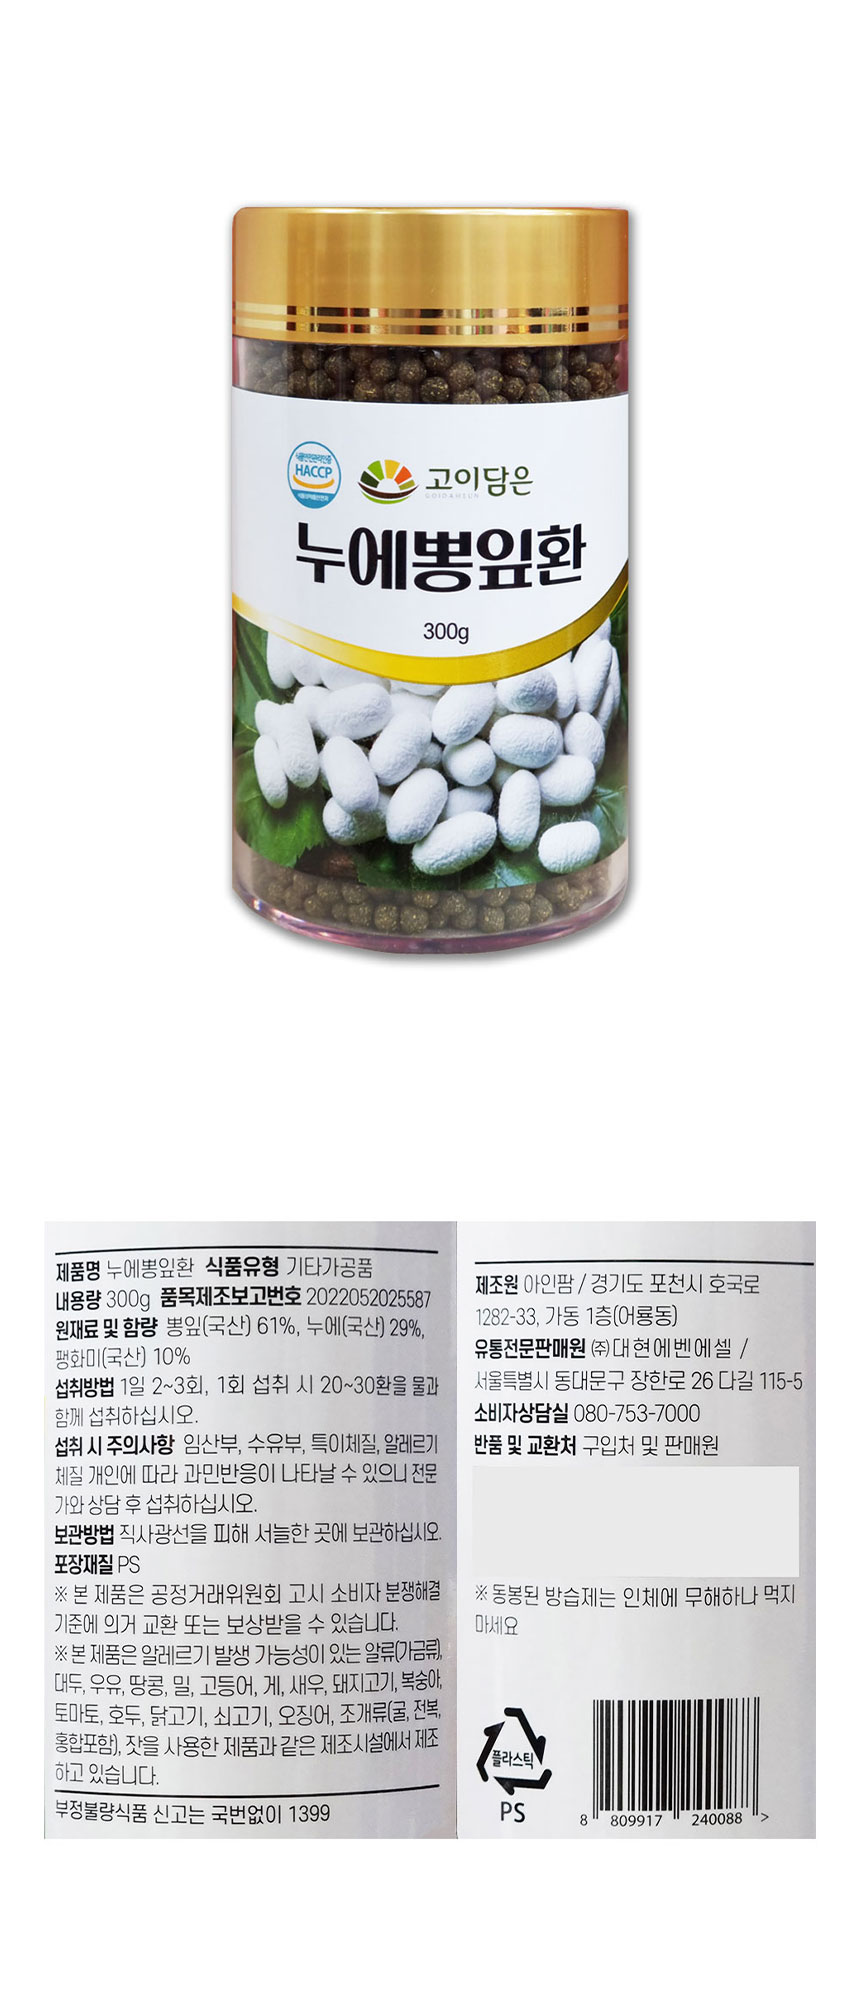 HACCP
고이담은
GOIDAMEUN
누에뽕잎환
300g
제품명 누에뽕잎환 식품유형 기타가공품
내용량 300g 품목제조보고번호 2022052025587
원재료 및 함량 뽕잎(국산) 61%, 누에(국산) 29%,
팽화미(국산) 10%
섭취방법 1일 2~3회, 1회 섭취 시 20~30환을 물과
함께 섭취하십시오.
섭취 시 주의사항 임산부, 수유부, 특이체질, 알레르기
체질 개인에 따라 과민반응이 나타날 수 있으니 전문
가와 상담 후 섭취하십시오.
보관방법 직사광선을 피해 서늘한 곳에 보관하십시오.
포장재질 PS
※ 본 제품은 공정거래위원회 고시 소비자 분쟁해결
기준에 의거 교환 또는 보상받을 수 있습니다.
※ 본 제품은 알레르기 발생 가능성이 있는 알류(가금류),
대두, 우유, 땅콩, 밀, 고등어, 게, 새우, 돼지고기, 복숭아,
토마토, 호두, 닭고기, 쇠고기, 오징어, 조개류(굴, 전복,
홍합포함), 잣을 사용한 제품과 같은 제조시설에서 제조
하고 있습니다.
부정불량식품 신고는 국번없이 1399
제조원 아인팜 / 경기도 포천시 호국로
1282-33, 가동 1층(어룡동)
유통전문판매원 ㈜대현에벤에셀 /
서울특별시 동대문구 장한로 26 다길 115-5
소비자상담실 080-753-7000
반품 및 교환처 구입처 및 판매원
※ 동봉된 방습제는 인체에 무해하나 먹지
마세요
플라스틱
PS
8 809917 240088 >